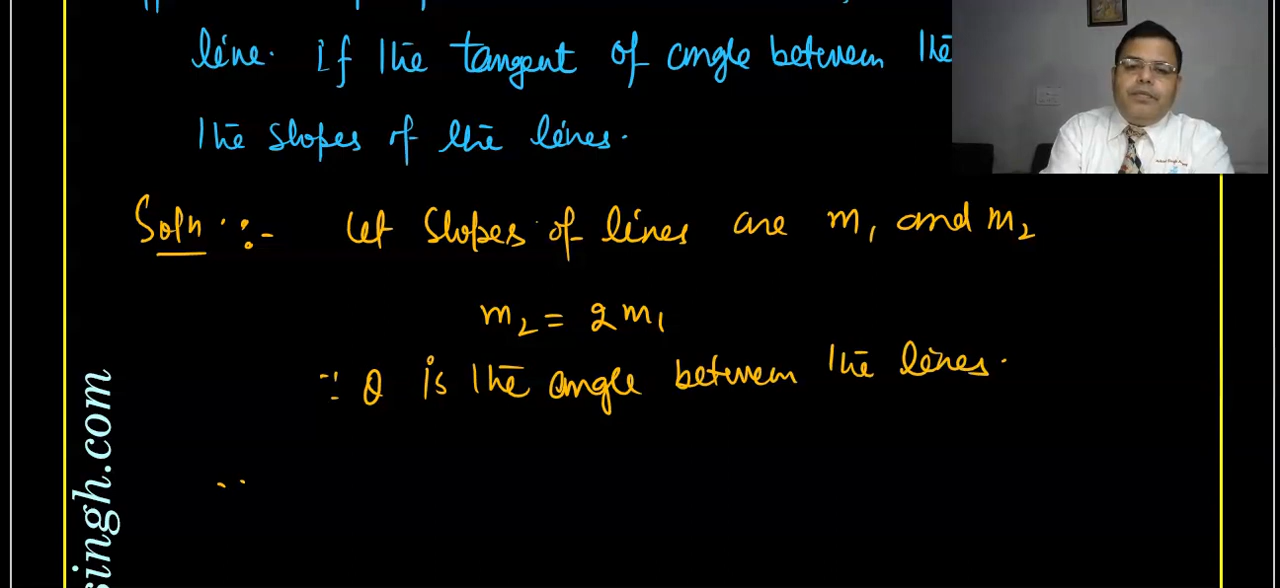 line. If the tangent of angle between the
the slopes of the lines.
Soln :- Let slopes of lines are m₁ and m₂
m₂ = 2m₁
∵ θ is the angle between the lines.
singh.com